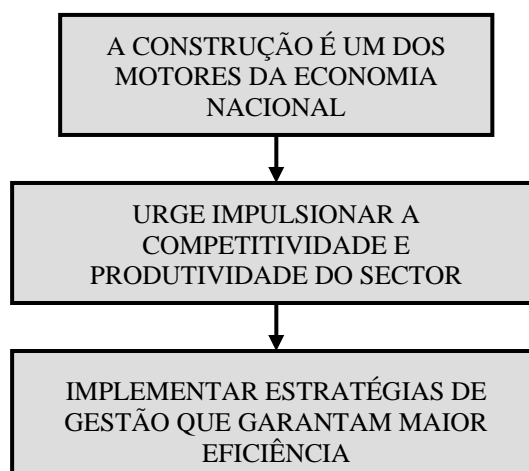 A CONSTRUÇÃO É UM DOS
MOTORES DA ECONOMIA
NACIONAL
URGE IMPULSIONAR A
COMPETITIVIDADE E
PRODUTIVIDADE DO SECTOR
IMPLEMENTAR ESTRATÉGIAS DE
GESTÃO QUE GARANTAM MAIOR
EFICIÊNCIA